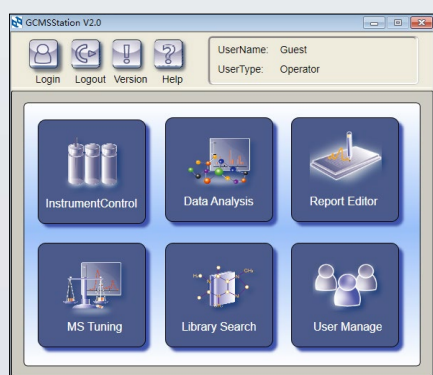 GCMSStation V2.0
UserName: Guest
UserType: Operator
Login Logout Version Help
InstrumentControl Data Analysis Report Editor
MS Tuning Library Search User Manage